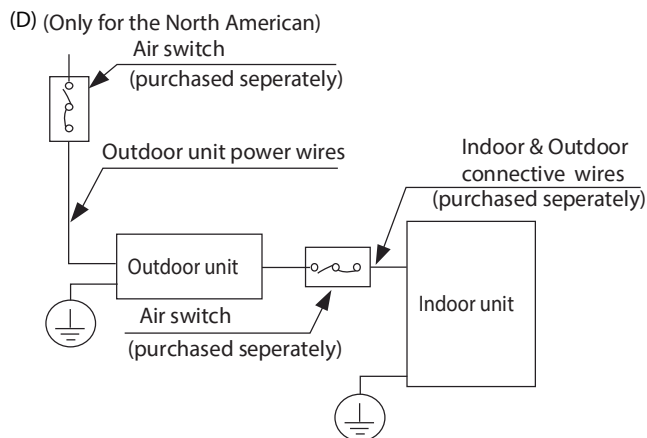 (D) (Only for the North American)
Air switch
(purchased seperately)
Outdoor unit power wires
Indoor & Outdoor
connective wires
(purchased seperately)
Outdoor unit
Indoor unit
Air switch
(purchased seperately)